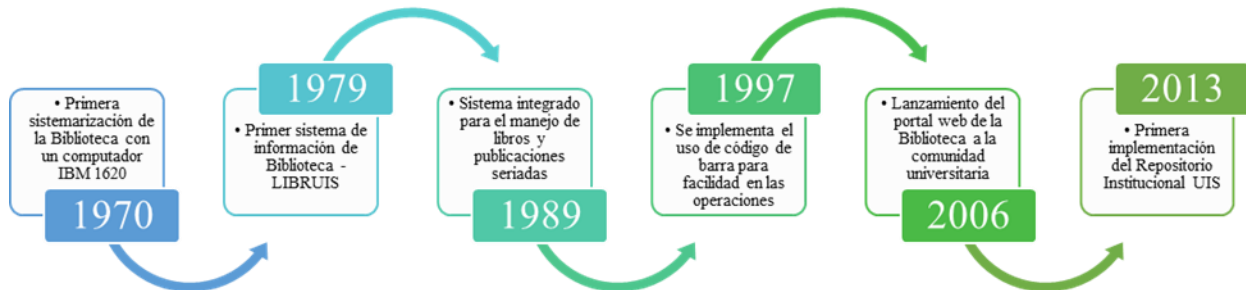 • Primera
sistemarización de
la Biblioteca con
un computador
IBM 1620
1970
1979
• Primer sistema de
información de
Biblioteca -
LIBRUIS
• Sistema integrado
para el manejo de
libros y
publicaciones
seriadas
1989
1997
• Se implementa el
uso de código de
barra para
facilidad en las
operaciones
• Lanzamiento del
portal web de la
Biblioteca a la
comunidad
universitaria
2006
2013
• Primera
implementación
del Repositorio
Institucional UIS